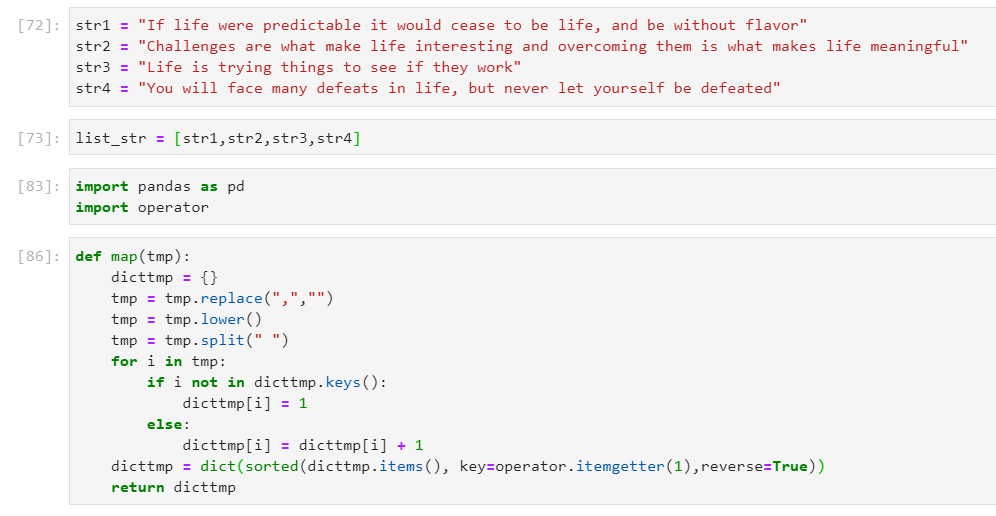 [72]: str1 = "If life were predictable it would cease to be life, and be without flavor"
str2 = "Challenges are what make life interesting and overcoming them is what makes life meaningful"
str3 = "Life is trying things to see if they work"
str4 = "You will face many defeats in life, but never let yourself be defeated"
[73]: list_str = [str1,str2,str3,str4]
[83]: import pandas as pd
import operator
[86]: def map(tmp):
    dicttmp = {}
    tmp = tmp.replace(",","")
    tmp = tmp.lower()
    tmp = tmp.split(" ")
    for i in tmp:
        if i not in dicttmp.keys():
            dicttmp[i] = 1
        else:
            dicttmp[i] = dicttmp[i] + 1
    dicttmp = dict(sorted(dicttmp.items(), key=operator.itemgetter(1),reverse=True))
    return dicttmp